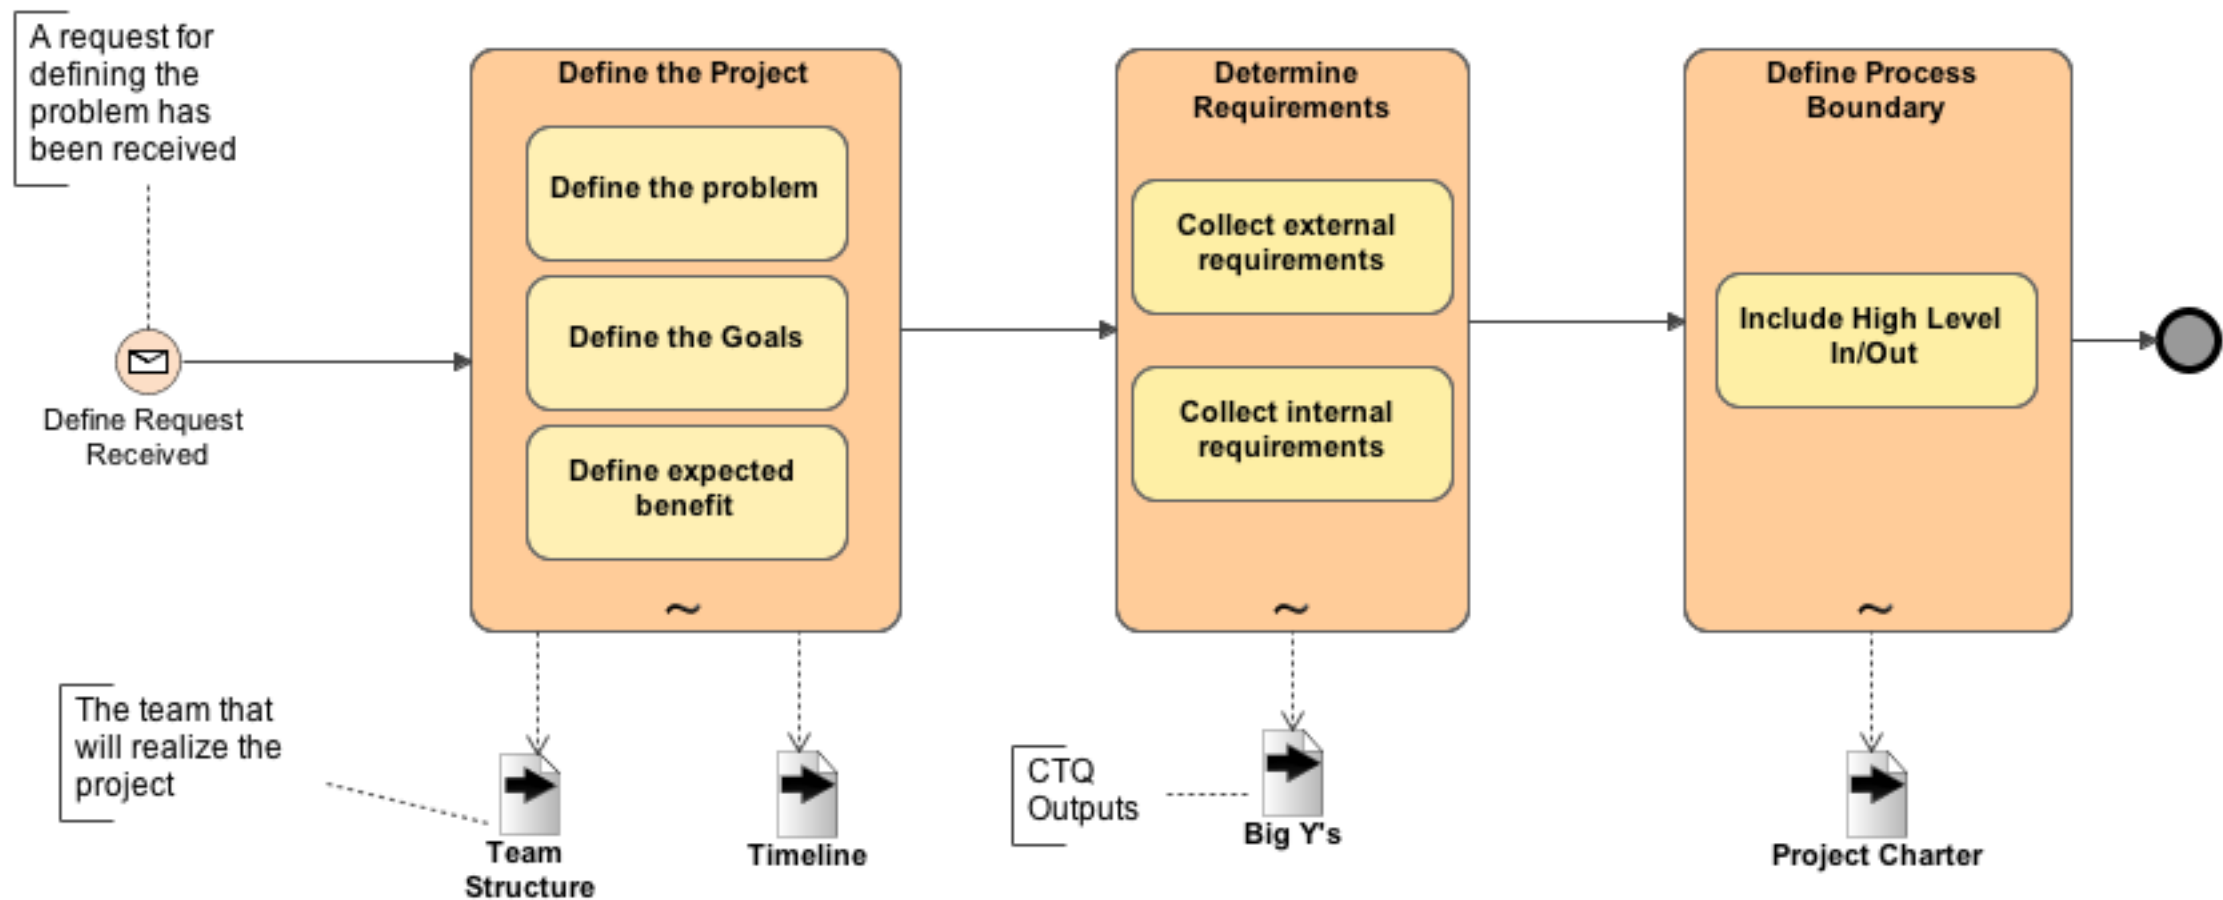 A request for
defining the
problem has
been received
Define Request
Received
Define the Project
Define the problem
Define the Goals
Define expected
benefit
~
Determine
Requirements
Collect external
requirements
Collect internal
requirements
~
Define Process
Boundary
Include High Level
In/Out
~
The team that
will realize the
project
Team
Structure
Timeline
CTQ
Outputs
Big Y's
Project Charter